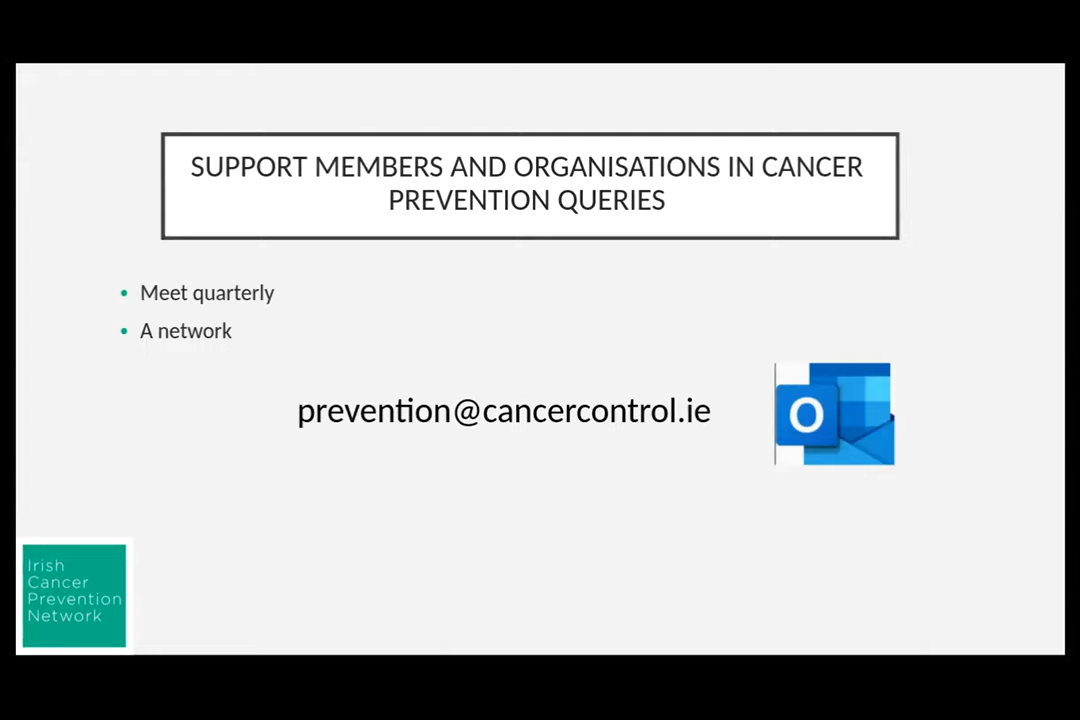 SUPPORT MEMBERS AND ORGANISATIONS IN CANCER
PREVENTION QUERIES
• Meet quarterly
• A network
prevention@cancercontrol.ie
O
Irish
Cancer
Prevention
Network